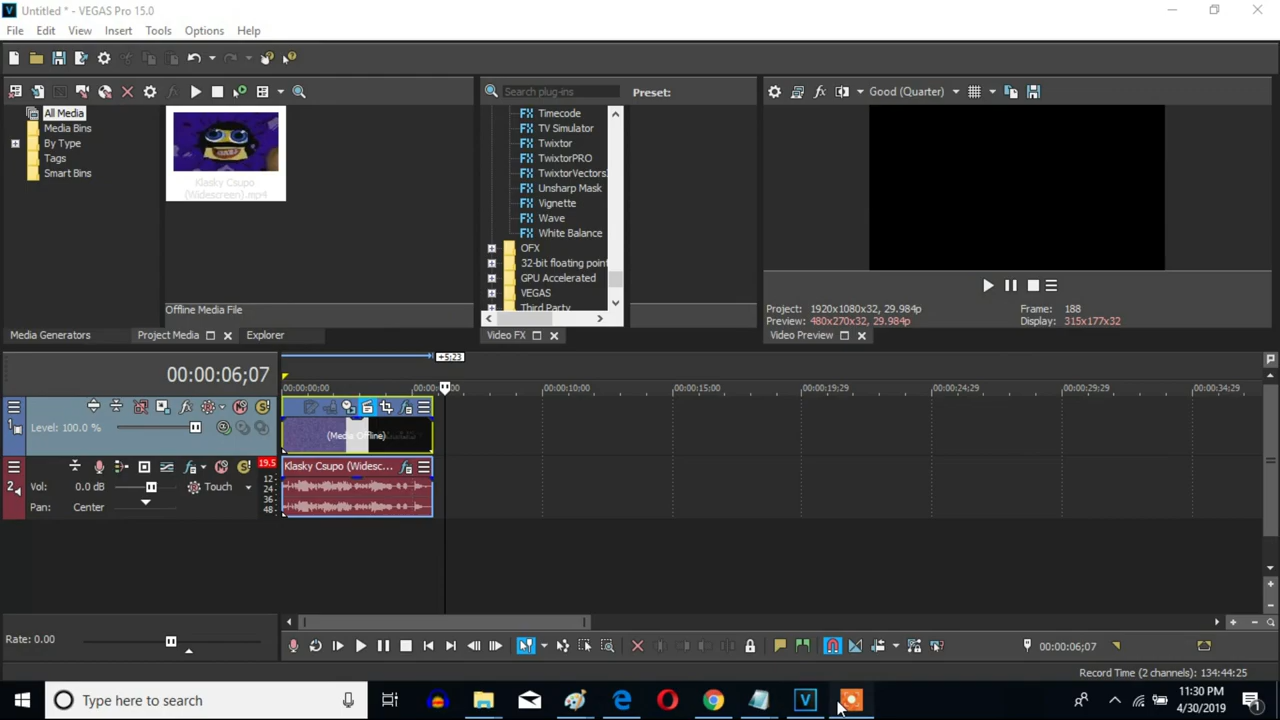 Untitled * - VEGAS Pro 15.0
File Edit View Insert Tools Options Help
Search plug-ins
Preset:
Good (Quarter)
All Media
Media Bins
By Type
Tags
Smart Bins
Klasky Csupo
(Widescreen).mp4
Offline Media File
Timecode
TV Simulator
Twixtor
TwixtorPRO
TwixtorVectors
Unsharp Mask
Vignette
Wave
White Balance
OFX
32-bit floating point
GPU Accelerated
VEGAS
Third Party
Project: 1920x1080x32, 29.984p
Frame: 188
Preview: 480x270x32, 29.984p
Display: 315x177x32
Media Generators
Project Media
Explorer
Video FX
Video Preview
+5;23
00:00:06;07
00:00:00;00
00:00:10;00
00:00:15;00
00:00:19;29
00:00:24;29
00:00:29;29
00:00:34;29
1
Level: 100.0 %
(Media Offline)
2
19.5
12
24
36
48
Vol: 0.0 dB
Touch
Pan: Center
Klasky Csupo (Widesc...
Rate: 0.00
00:00:06;07
Record Time (2 channels): 134:44:25
Type here to search
11:30 PM
4/30/2019
1